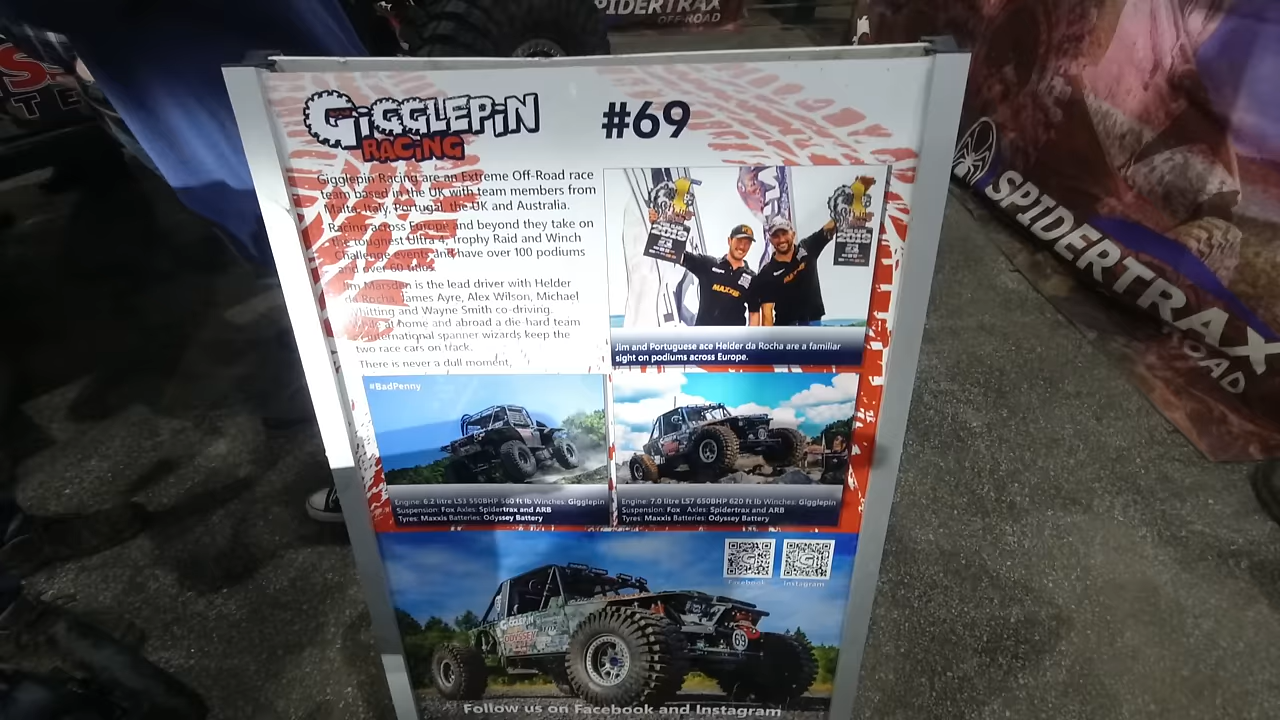 SPIDERTRAX
OFF-ROAD
GIGGLEPIN
RACING
#69
Gigglepin Racing are an Extreme Off-Road race
team based in the UK with team members from
Malta, Italy, Portugal, the UK and Australia.
Racing across Europe and beyond they take on
the toughest Ultra 4, Trophy Raid and Winch
Challenge events and have over 100 podiums
and over 60 titles.
Jim Marsden is the lead driver with Helder
da Rocha, James Ayre, Alex Wilson, Michael
Whitting and Wayne Smith co-driving.
at home and abroad a die-hard team
international spanner wizards keep the
two race cars on track.
There is never a dull moment,
2019
2019
MAXXIS
MAXXIS
Jim and Portuguese ace Helder da Rocha are a familiar
sight on podiums across Europe.
#BadPenny
Engine: 6.2 litre LS3 550BHP 560 ft lb Winches: Gigglepin
Suspension: Fox Axles: Spidertrax and ARB
Tyres: Maxxis Batteries: Odyssey Battery
Engine: 7.0 litre LS7 650BHP 620 ft lb Winches: Gigglepin
Suspension: Fox Axles: Spidertrax and ARB
Tyres: Maxxis Batteries: Odyssey Battery
Facebook
Instagram
GIGGLEPIN
ODYSSEY
69
Follow us on Facebook and Instagram
SPIDERTRAX
ROAD